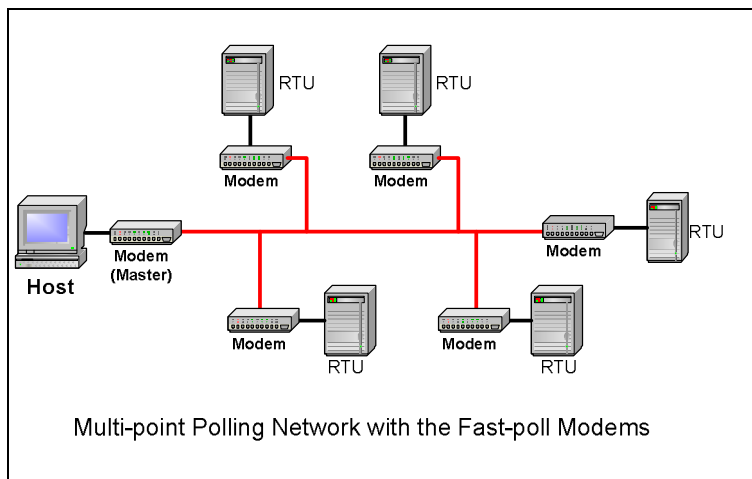 RTU
RTU
Modem
Modem
Host
Modem
(Master)
Modem
RTU
Modem
RTU
Modem
RTU
Multi-point Polling Network with the Fast-poll Modems